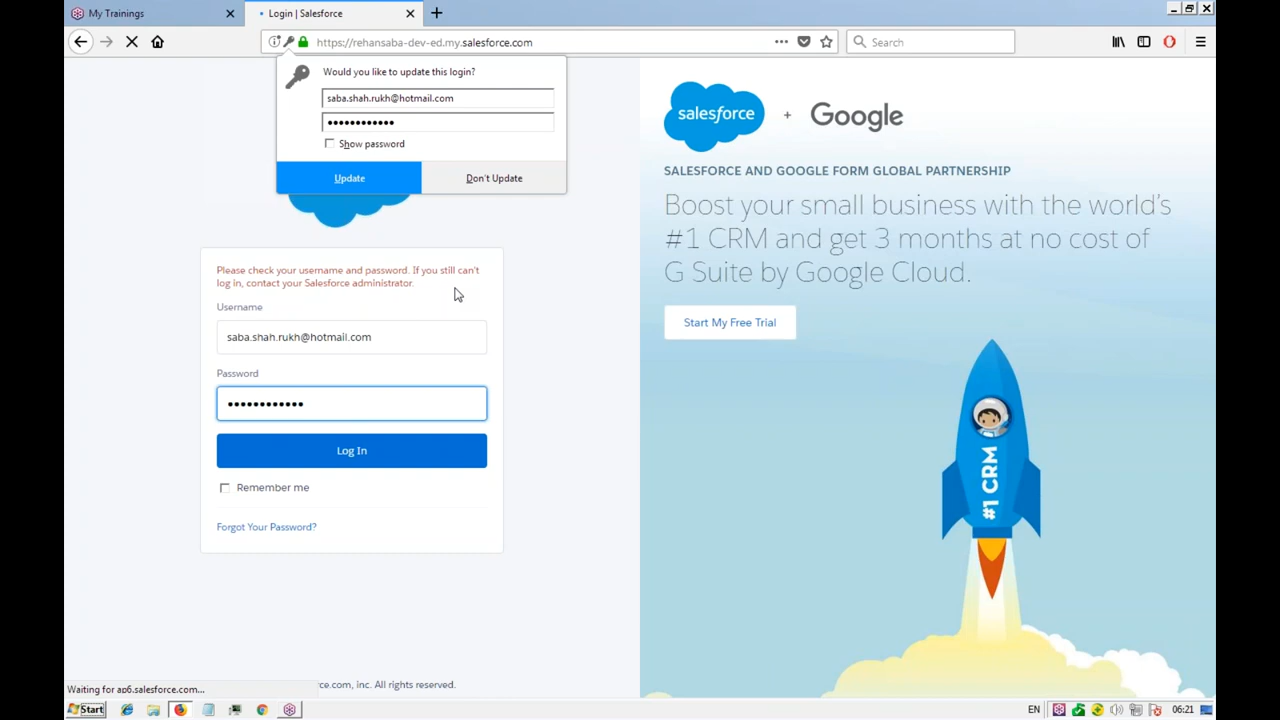 My Trainings
Login | Salesforce
https://rehansaba-dev-ed.my.salesforce.com
Search
Would you like to update this login?
saba.shah.rukh@hotmail.com
••••••••••••
Show password
Update
Don't Update
Please check your username and password. If you still can't
log in, contact your Salesforce administrator.
Username
saba.shah.rukh@hotmail.com
Password
••••••••••••
Log In
Remember me
Forgot Your Password?
salesforce + Google
SALESFORCE AND GOOGLE FORM GLOBAL PARTNERSHIP
Boost your small business with the world's
#1 CRM and get 3 months at no cost of
G Suite by Google Cloud.
Start My Free Trial
#1 CRM
Waiting for ap6.salesforce.com...
ce.com, inc. All rights reserved.
Start
EN
06:21